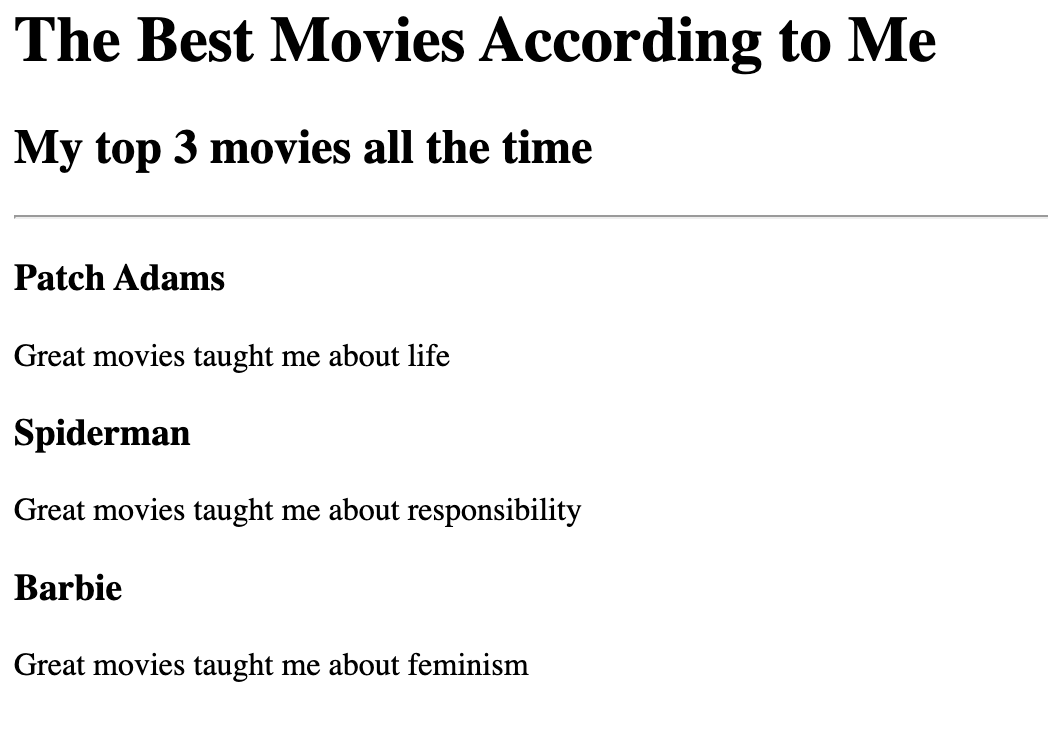 The Best Movies According to Me
My top 3 movies all the time
Patch Adams
Great movies taught me about life
Spiderman
Great movies taught me about responsibility
Barbie
Great movies taught me about feminism